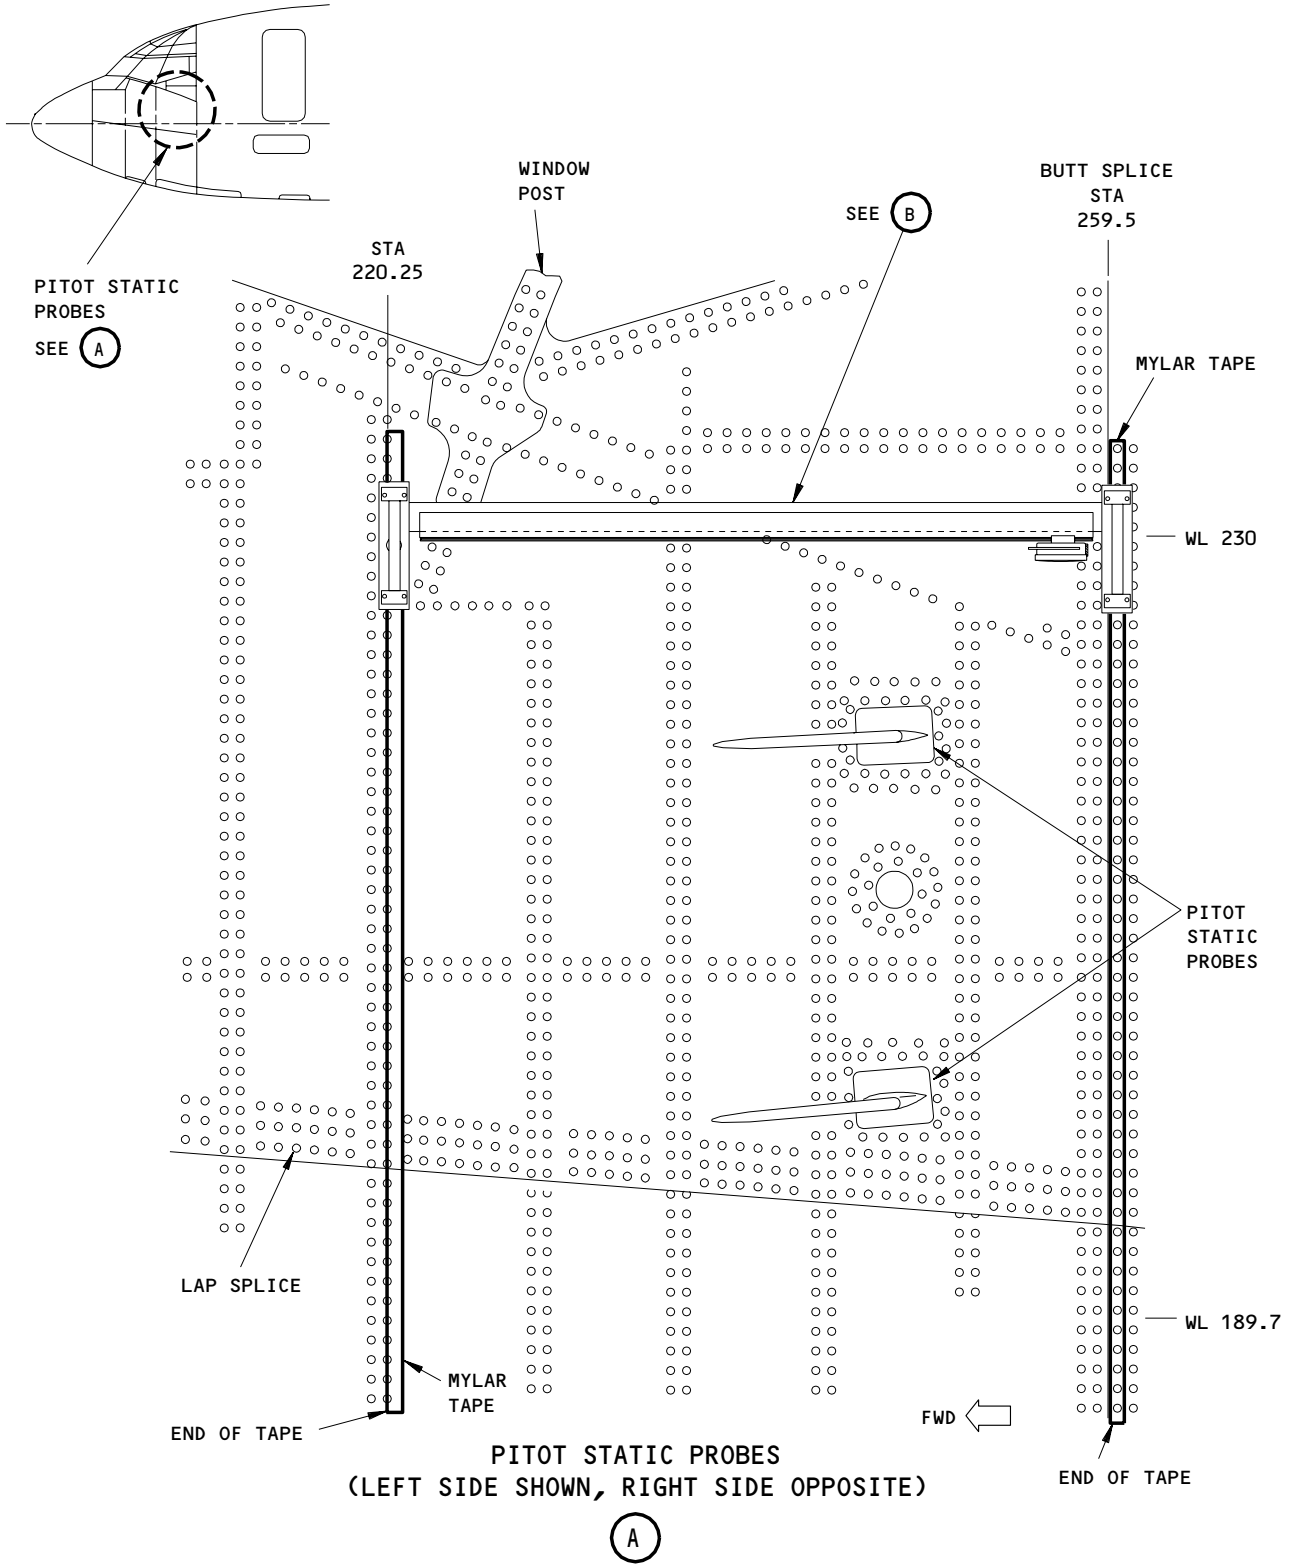 WINDOW
POST
BUTT SPLICE
STA
259.5
SEE B
STA
220.25
PITOT STATIC
PROBES
SEE A
MYLAR TAPE
WL 230
PITOT
STATIC
PROBES
LAP SPLICE
WL 189.7
MYLAR
TAPE
FWD
END OF TAPE
END OF TAPE
PITOT STATIC PROBES
(LEFT SIDE SHOWN, RIGHT SIDE OPPOSITE)
A